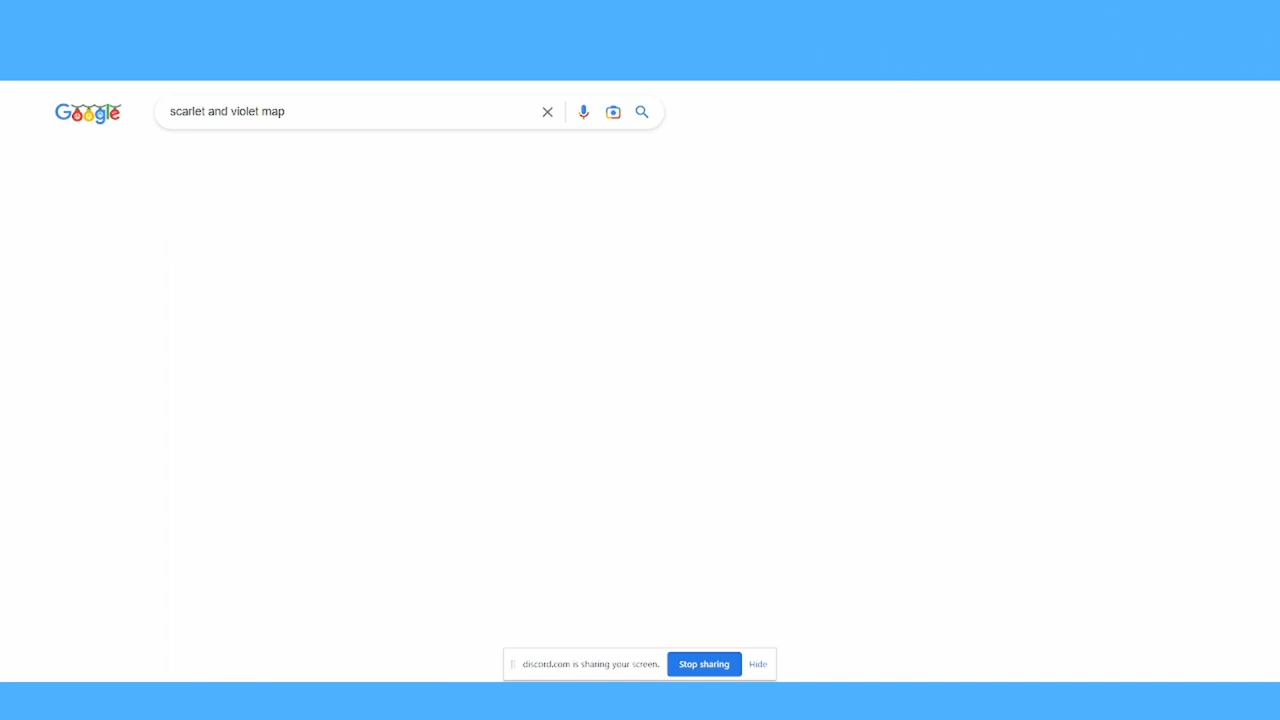 Google
scarlet and violet map
discord.com is sharing your screen.
Stop sharing
Hide